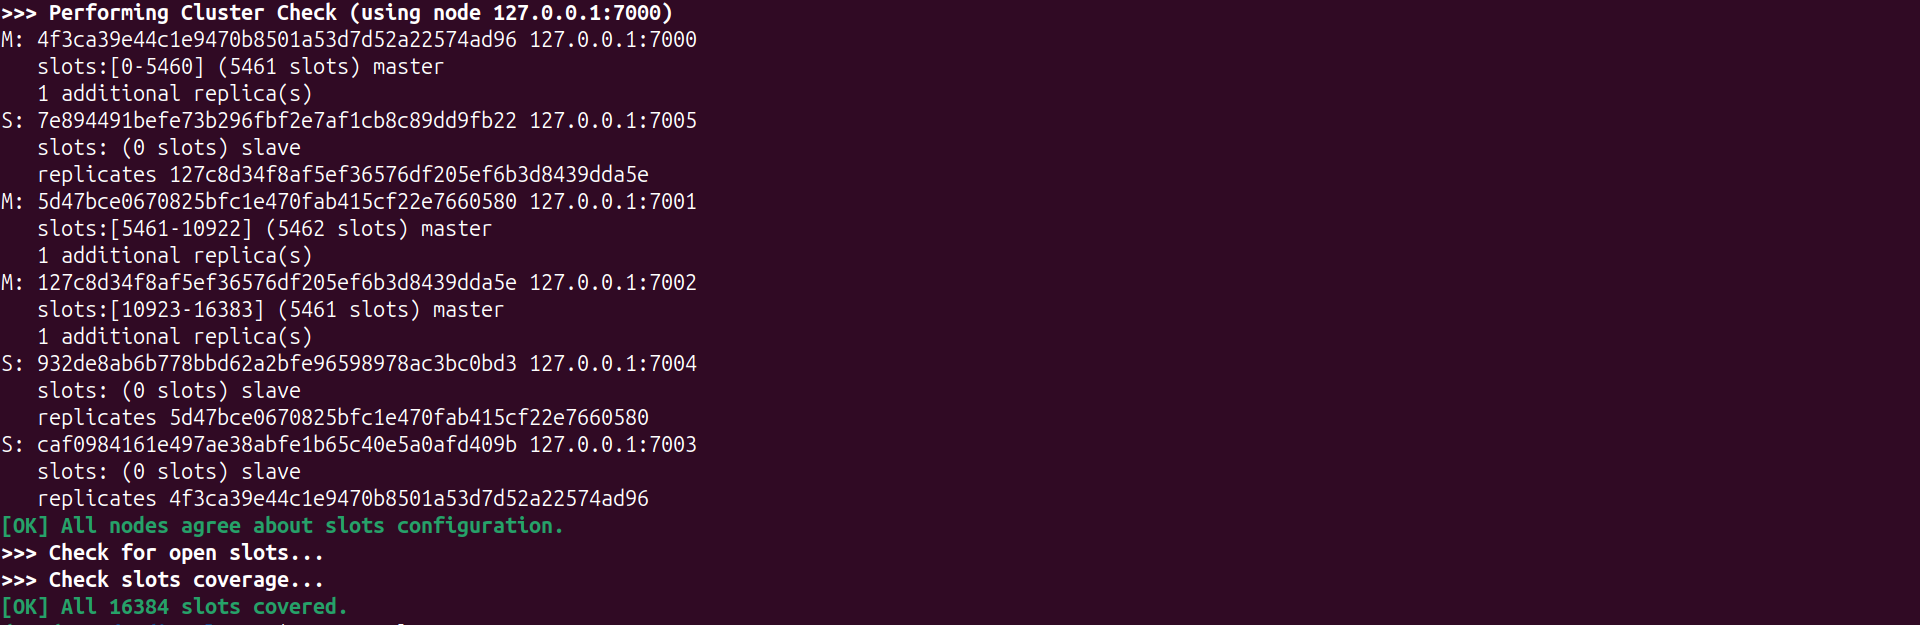 >>> Performing Cluster Check (using node 127.0.0.1:7000)
M: 4f3ca39e44c1e9470b8501a53d7d52a22574ad96 127.0.0.1:7000
   slots:[0-5460] (5461 slots) master
   1 additional replica(s)
S: 7e894491befe73b296fbf2e7af1cb8c89dd9fb22 127.0.0.1:7005
   slots: (0 slots) slave
   replicates 127c8d34f8af5ef36576df205ef6b3d8439dda5e
M: 5d47bce0670825bfc1e470fab415cf22e7660580 127.0.0.1:7001
   slots:[5461-10922] (5462 slots) master
   1 additional replica(s)
M: 127c8d34f8af5ef36576df205ef6b3d8439dda5e 127.0.0.1:7002
   slots:[10923-16383] (5461 slots) master
   1 additional replica(s)
S: 932de8ab6b778bbd62a2bfe96598978ac3bc0bd3 127.0.0.1:7004
   slots: (0 slots) slave
   replicates 5d47bce0670825bfc1e470fab415cf22e7660580
S: caf0984161e497ae38abfe1b65c40e5a0afd409b 127.0.0.1:7003
   slots: (0 slots) slave
   replicates 4f3ca39e44c1e9470b8501a53d7d52a22574ad96
[OK] All nodes agree about slots configuration.
>>> Check for open slots...
>>> Check slots coverage...
[OK] All 16384 slots covered.